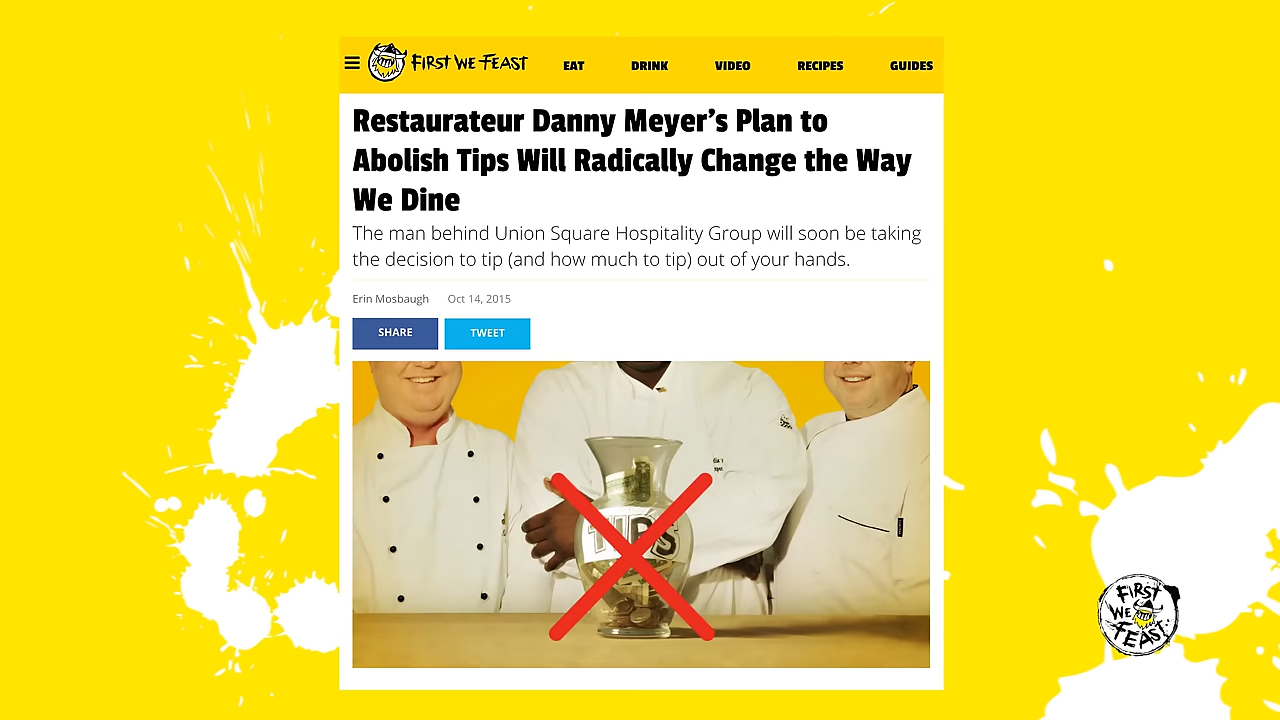 FIRST WE FEAST
EAT
DRINK
VIDEO
RECIPES
GUIDES
Restaurateur Danny Meyer’s Plan to
Abolish Tips Will Radically Change the Way
We Dine
The man behind Union Square Hospitality Group will soon be taking
the decision to tip (and how much to tip) out of your hands.
Erin Mosbaugh
Oct 14, 2015
SHARE
TWEET
TIPS
FIRST
WE
FEAST